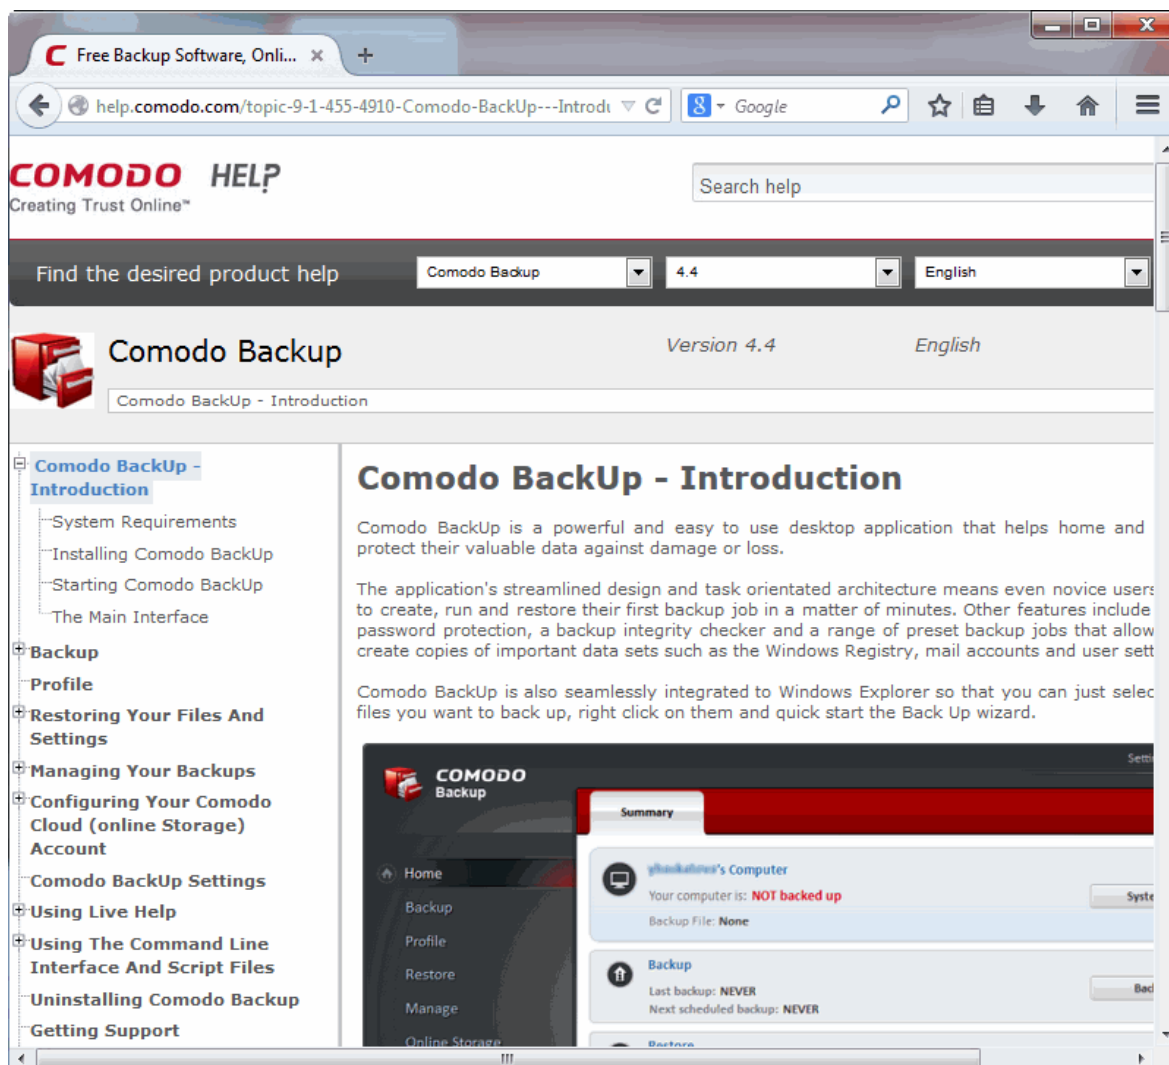 Free Backup Software, Onli...
help.comodo.com/topic-9-1-455-4910-Comodo-BackUp---Introdu
8 Google
COMODO HELP
Creating Trust Online™
Search help
Find the desired product help
Comodo Backup
4.4
English
Comodo Backup
Version 4.4
English
Comodo BackUp - Introduction
Comodo BackUp -
Introduction
System Requirements
Installing Comodo BackUp
Starting Comodo BackUp
The Main Interface
Backup
Profile
Restoring Your Files And
Settings
Managing Your Backups
Configuring Your Comodo
Cloud (online Storage)
Account
Comodo BackUp Settings
Using Live Help
Using The Command Line
Interface And Script Files
Uninstalling Comodo Backup
Getting Support
Comodo BackUp - Introduction
Comodo BackUp is a powerful and easy to use desktop application that helps home and
protect their valuable data against damage or loss.
The application's streamlined design and task orientated architecture means even novice users
to create, run and restore their first backup job in a matter of minutes. Other features include
password protection, a backup integrity checker and a range of preset backup jobs that allow
create copies of important data sets such as the Windows Registry, mail accounts and user sett
Comodo BackUp is also seamlessly integrated to Windows Explorer so that you can just selec
files you want to back up, right click on them and quick start the Back Up wizard.
COMODO
Backup
Settin
Summary
Home
Backup
Profile
Restore
Manage
Online Storage
's Computer
Your computer is: NOT backed up
Backup File: None
Syste
Backup
Last backup: NEVER
Next scheduled backup: NEVER
Bac
Restore